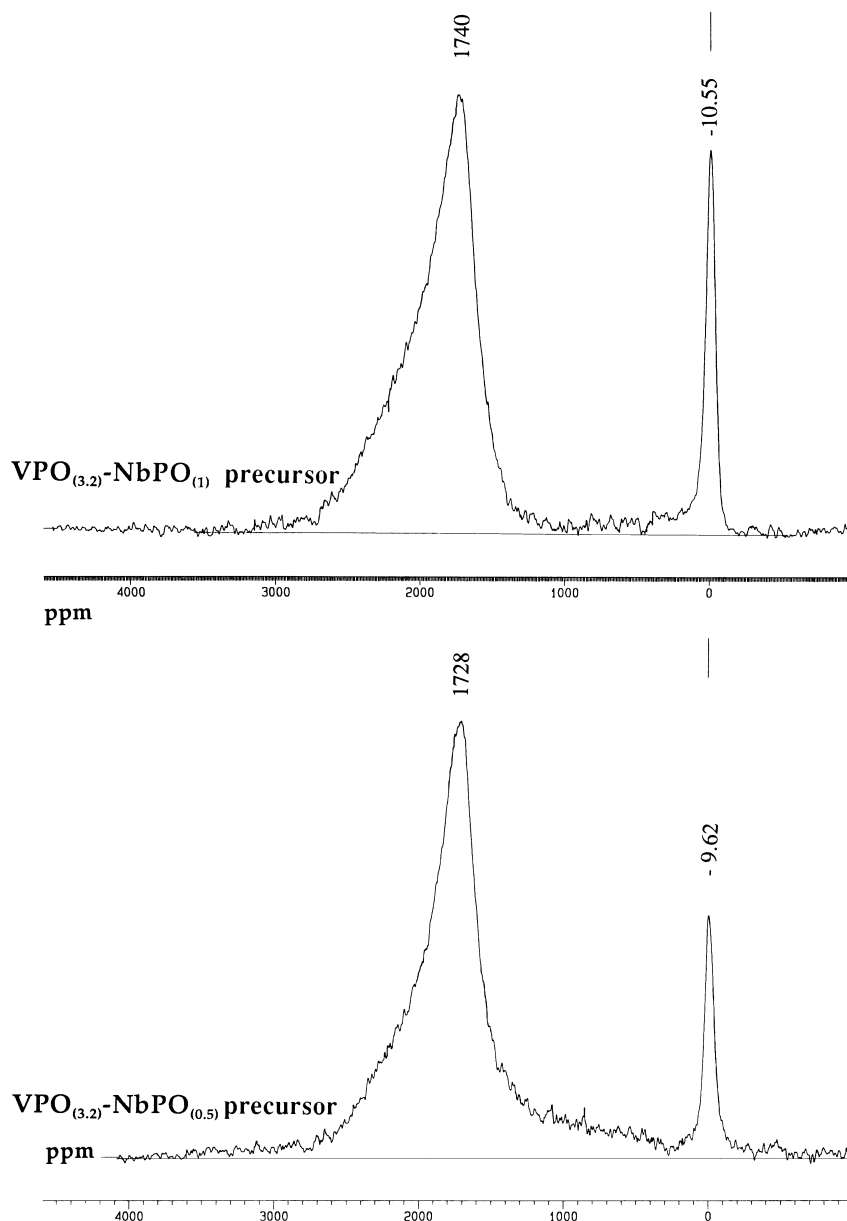 1740
-10.55
VPO(3.2)-NbPO(1) precursor
4000 3000 2000 1000 0
ppm
1728
- 9.62
VPO(3.2)-NbPO(0.5) precursor
ppm
4000 3000 2000 1000 0